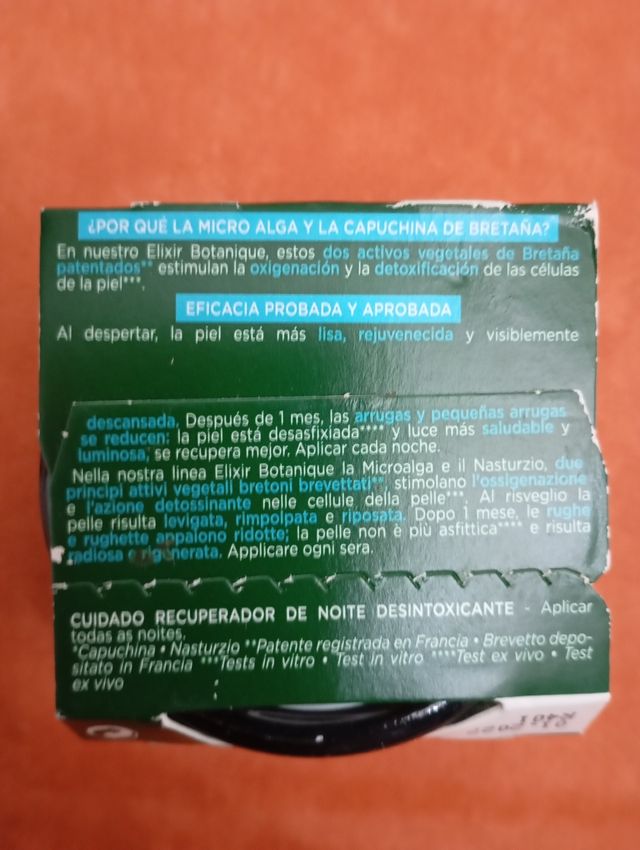 ¿POR QUÉ LA MICRO ALGA Y LA CAPUCHINA DE BRETAÑA?
En nuestro Elixir Botanique, estos dos activos vegetales de Bretaña
patentados** estimulan la oxigenación y la detoxificación de las células
de la piel***.
EFICACIA PROBADA Y APROBADA
Al despertar, la piel está más lisa, rejuvenecida y visiblemente
descansada. Después de 1 mes, las arrugas y pequeñas arrugas
se reducen: la piel está desasfixiada**** y luce más saludable y
luminosa, se recupera mejor. Aplicar cada noche.
Nella nostra linea Elixir Botanique la Microalga e il Nasturzio, due
principi attivi vegetali bretoni brevettati**, stimolano l'ossigenazione
e l'azione detossinante nelle cellule della pelle***. Al risveglio la
pelle risulta levigata, rimpolpata e riposata. Dopo 1 mese, le rughe
e rughette appaiono ridotte; la pelle non è più asfittica**** e risulta
radiosa e rigenerata. Applicare ogni sera.
CUIDADO RECUPERADOR DE NOITE DESINTOXICANTE - Aplicar
todas as noites.
*Capuchina • Nasturzio **Patente registrada en Francia • Brevetto depo-
sitato in Francia ***Tests in vitro • Test in vitro ****Test ex vivo • Test
ex vivo